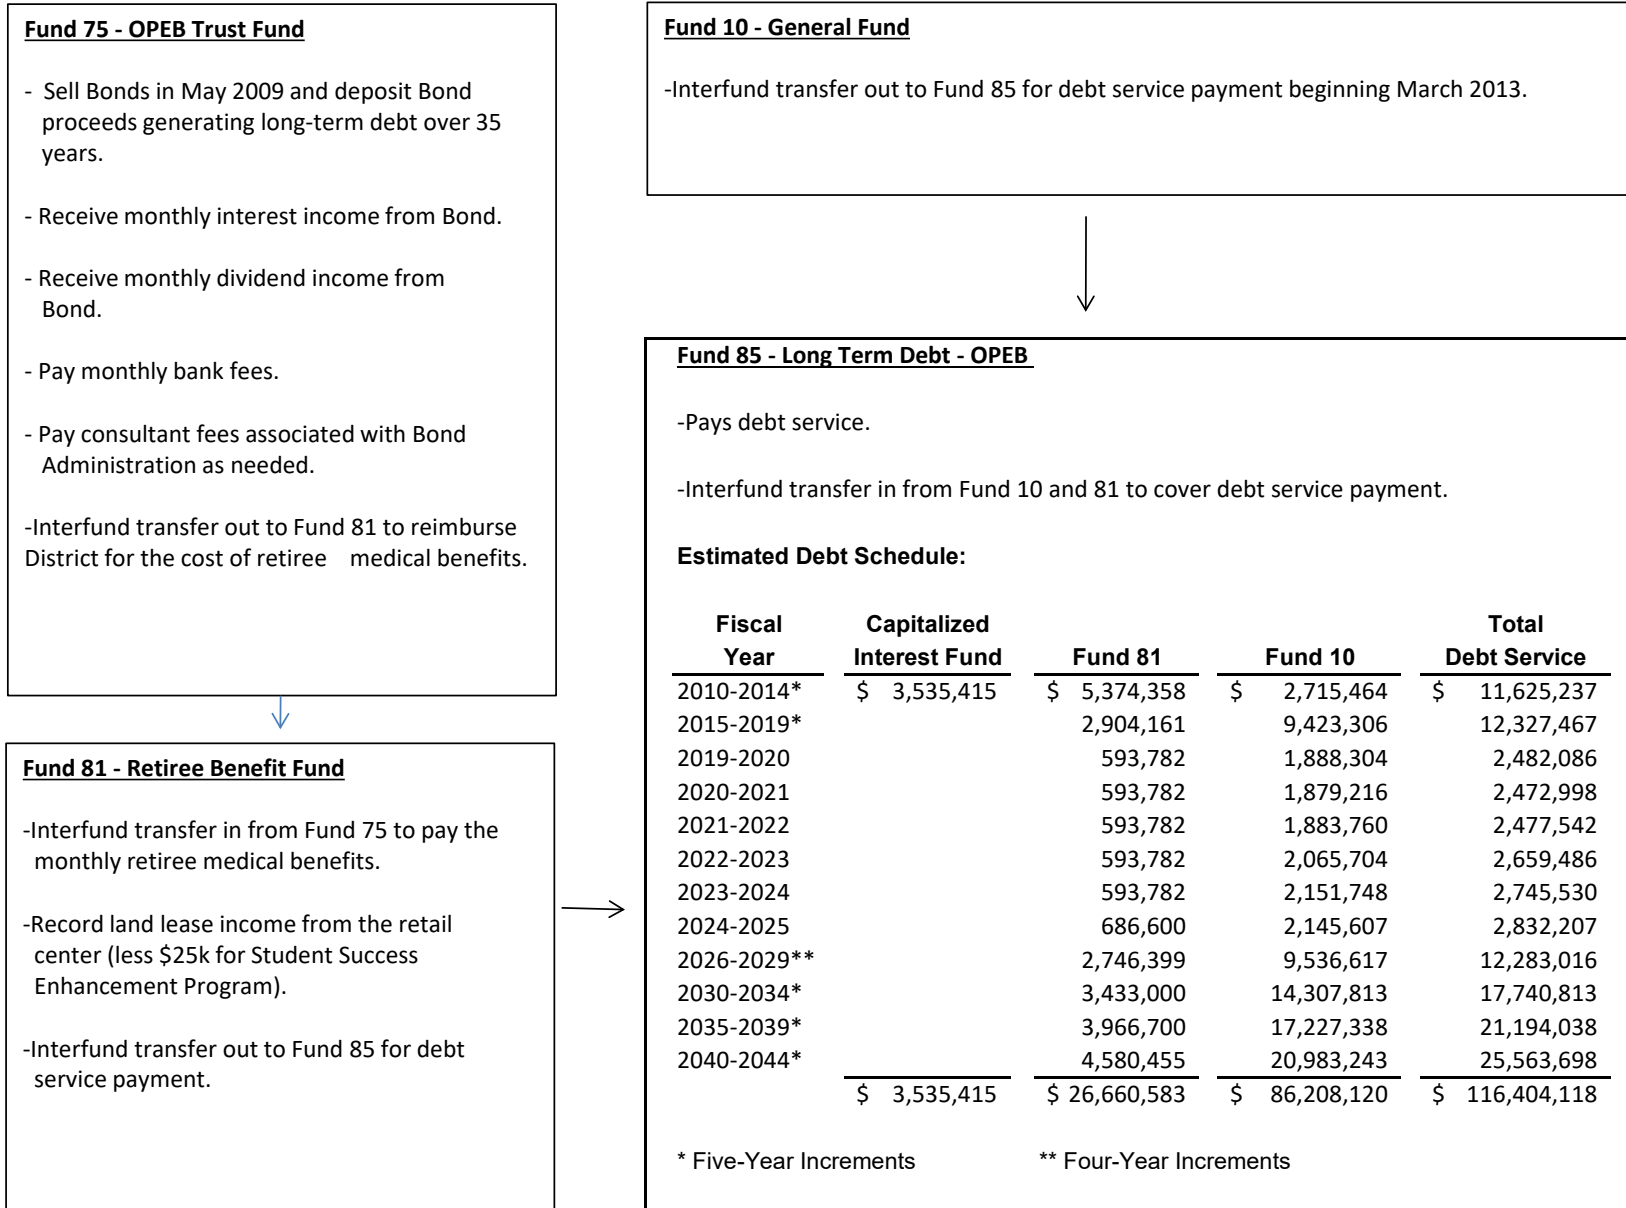 Fund 75 - OPEB Trust Fund
- Sell Bonds in May 2009 and deposit Bond
proceeds generating long-term debt over 35
years.
- Receive monthly interest income from Bond.
- Receive monthly dividend income from
Bond.
- Pay monthly bank fees.
- Pay consultant fees associated with Bond
Administration as needed.
-Interfund transfer out to Fund 81 to reimburse
District for the cost of retiree medical benefits.
Fund 10 - General Fund
-Interfund transfer out to Fund 85 for debt service payment beginning March 2013.
Fund 81 - Retiree Benefit Fund
-Interfund transfer in from Fund 75 to pay the
monthly retiree medical benefits.
-Record land lease income from the retail
center (less $25k for Student Success
Enhancement Program).
-Interfund transfer out to Fund 85 for debt
service payment.
Fund 85 - Long Term Debt - OPEB
-Pays debt service.
-Interfund transfer in from Fund 10 and 81 to cover debt service payment.
Estimated Debt Schedule:
Fiscal Capitalized Total
Year Interest Fund Fund 81 Fund 10 Debt Service
2010-2014* $ 3,535,415 $ 5,374,358 $ 2,715,464 $ 11,625,237
2015-2019* 2,904,161 9,423,306 12,327,467
2019-2020 593,782 1,888,304 2,482,086
2020-2021 593,782 1,879,216 2,472,998
2021-2022 593,782 1,883,760 2,477,542
2022-2023 593,782 2,065,704 2,659,486
2023-2024 593,782 2,151,748 2,745,530
2024-2025 686,600 2,145,607 2,832,207
2026-2029** 2,746,399 9,536,617 12,283,016
2030-2034* 3,433,000 14,307,813 17,740,813
2035-2039* 3,966,700 17,227,338 21,194,038
2040-2044* 4,580,455 20,983,243 25,563,698
$ 3,535,415 $ 26,660,583 $ 86,208,120 $ 116,404,118
* Five-Year Increments ** Four-Year Increments